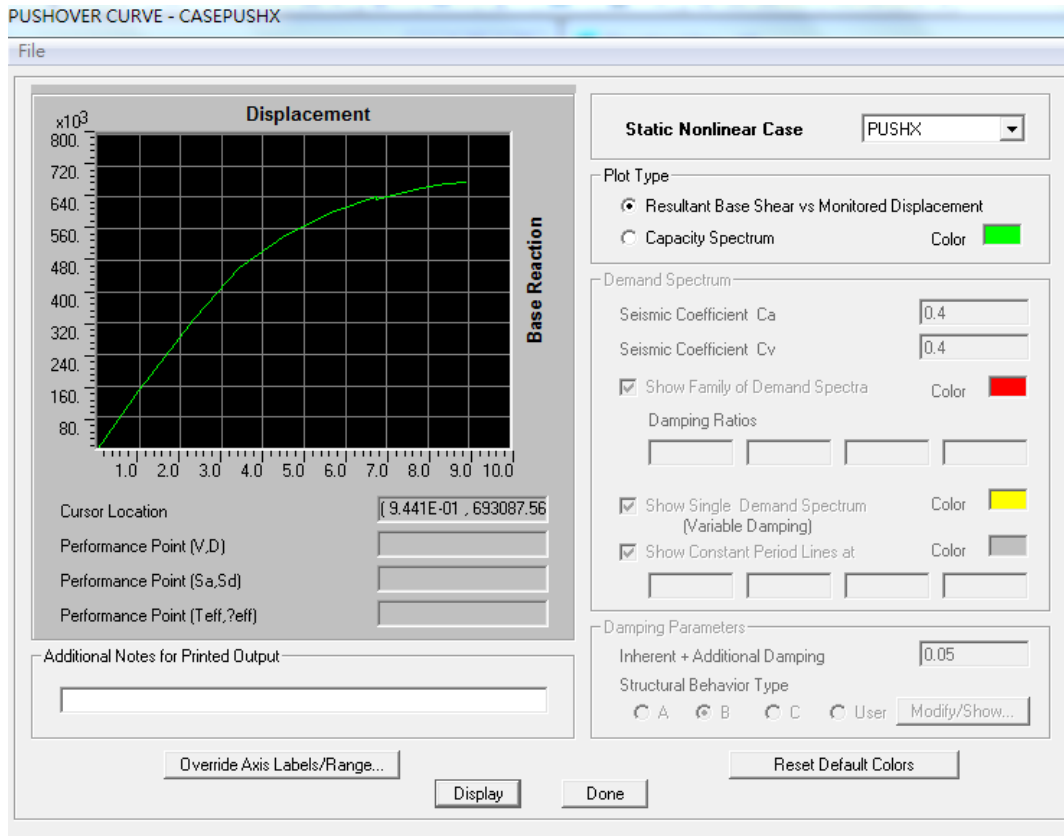 PUSHOVER CURVE - CASEPUSHX
File
Displacement
x10³
800.
720.
640.
560.
480.
400.
320.
240.
160.
80.
1.0 2.0 3.0 4.0 5.0 6.0 7.0 8.0 9.0 10.0
Base Reaction
Cursor Location ( 9.441E-01 , 693087.56
Performance Point (V,D)
Performance Point (Sa,Sd)
Performance Point (Teff,?eff)
Additional Notes for Printed Output
Override Axis Labels/Range...
Static Nonlinear Case PUSHX
Plot Type
Resultant Base Shear vs Monitored Displacement
Capacity Spectrum Color
Demand Spectrum
Seismic Coefficient Ca 0.4
Seismic Coefficient Cv 0.4
Show Family of Demand Spectra Color
Damping Ratios
Show Single Demand Spectrum Color
(Variable Damping)
Show Constant Period Lines at Color
Damping Parameters
Inherent + Additional Damping 0.05
Structural Behavior Type
A B C User Modify/Show...
Reset Default Colors
Display Done